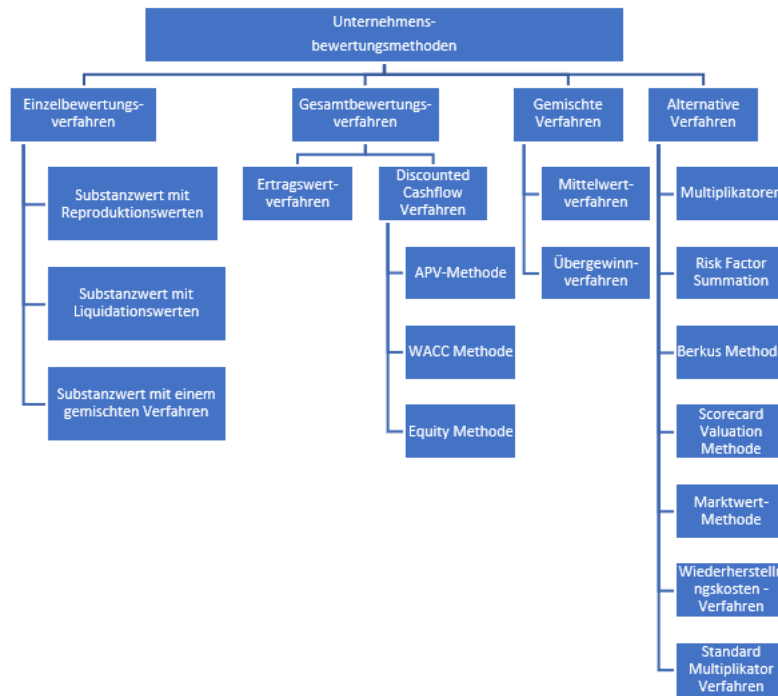 Unternehmens-
bewertungsmethoden
Einzelbewertungs-
verfahren
Substanzwert mit
Reproduktionswerten
Substanzwert mit
Liquidationswerten
Substanzwert mit einem
gemischten Verfahren
Gesamtbewertungs-
verfahren
Ertragswert-
verfahren
Discounted
Cashflow
Verfahren
APV-Methode
WACC Methode
Equity Methode
Gemischte
Verfahren
Mittelwert-
verfahren
Übergewinn-
verfahren
Alternative
Verfahren
Multiplikatoren
Risk Factor
Summation
Berkus Method
Scorecard
Valuation
Methode
Marktwert-
Methode
Wiederherstellu
ngskosten -
Verfahren
Standard
Multiplikator
Verfahren